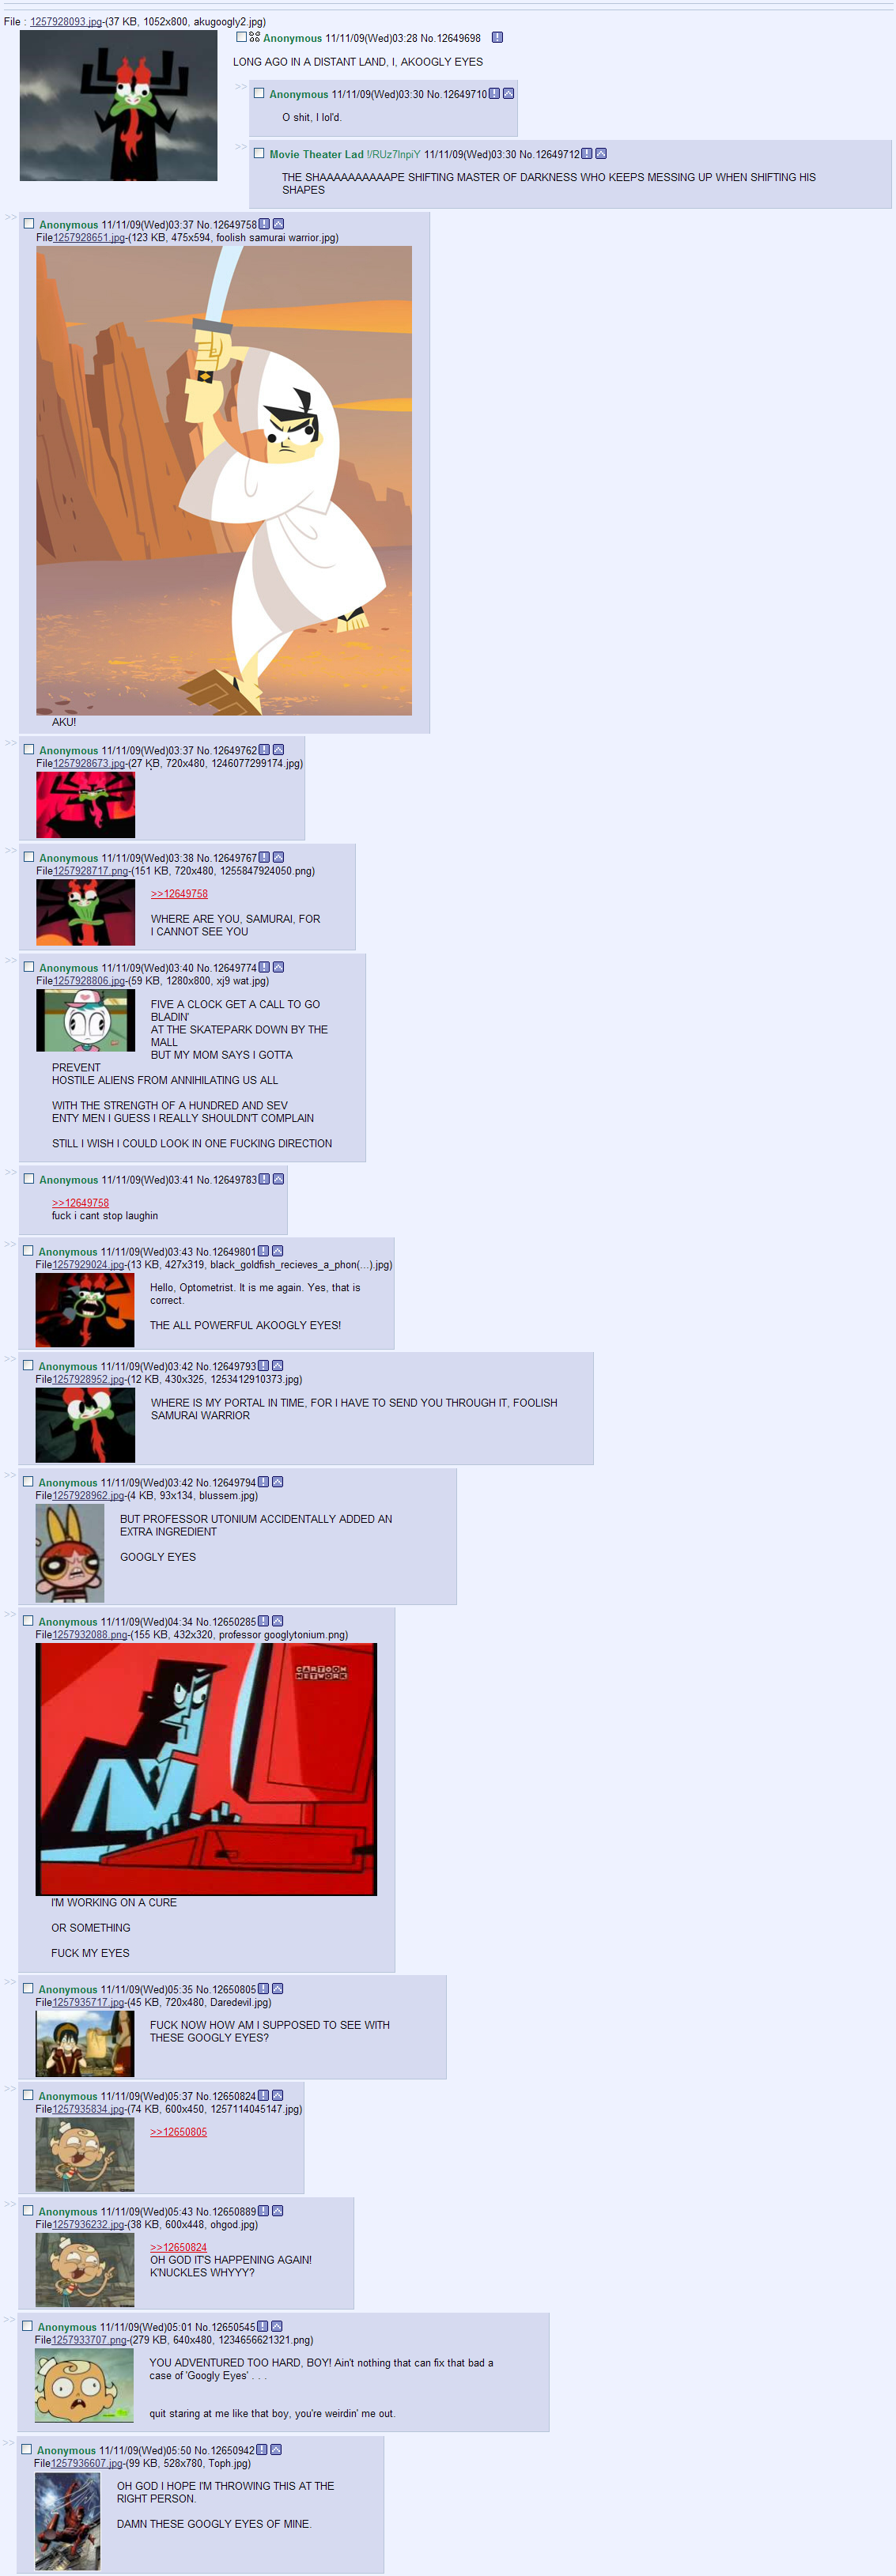 File : 1257928093.jpg-(37 KB, 1052x800, akugoogly2.jpg)
Anonymous 11/11/09(Wed)03:28 No.12649698
LONG AGO IN A DISTANT LAND, I, AKOOGLY EYES
>>
Anonymous 11/11/09(Wed)03:30 No.12649710
O shit, I lol'd.
>>
Movie Theater Lad !/RUz7lnpiY 11/11/09(Wed)03:30 No.12649712
THE SHAAAAAAAAAAPE SHIFTING MASTER OF DARKNESS WHO KEEPS MESSING UP WHEN SHIFTING HIS
SHAPES
>>
Anonymous 11/11/09(Wed)03:37 No.12649758
File1257928651.jpg-(123 KB, 475x594, foolish samurai warrior.jpg)
AKU!
>>
Anonymous 11/11/09(Wed)03:37 No.12649762
File1257928673.jpg-(27 KB, 720x480, 1246077299174.jpg)
>>
Anonymous 11/11/09(Wed)03:38 No.12649767
File1257928717.png-(151 KB, 720x480, 1255847924050.png)
>>12649758
WHERE ARE YOU, SAMURAI, FOR
I CANNOT SEE YOU
>>
Anonymous 11/11/09(Wed)03:40 No.12649774
File1257928806.jpg-(59 KB, 1280x800, xj9 wat.jpg)
FIVE A CLOCK GET A CALL TO GO
BLADIN'
AT THE SKATEPARK DOWN BY THE
MALL
BUT MY MOM SAYS I GOTTA
PREVENT
HOSTILE ALIENS FROM ANNIHILATING US ALL
WITH THE STRENGTH OF A HUNDRED AND SEV
ENTY MEN I GUESS I REALLY SHOULDN'T COMPLAIN
STILL I WISH I COULD LOOK IN ONE FUCKING DIRECTION
>>
Anonymous 11/11/09(Wed)03:41 No.12649783
>>12649758
fuck i cant stop laughin
>>
Anonymous 11/11/09(Wed)03:43 No.12649801
File1257929024.jpg-(13 KB, 427x319, black_goldfish_recieves_a_phon(...).jpg)
Hello, Optometrist. It is me again. Yes, that is
correct.
THE ALL POWERFUL AKOOGLY EYES!
>>
Anonymous 11/11/09(Wed)03:42 No.12649793
File1257928952.jpg-(12 KB, 430x325, 1253412910373.jpg)
WHERE IS MY PORTAL IN TIME, FOR I HAVE TO SEND YOU THROUGH IT, FOOLISH
SAMURAI WARRIOR
>>
Anonymous 11/11/09(Wed)03:42 No.12649794
File1257928962.jpg-(4 KB, 93x134, blussem.jpg)
BUT PROFESSOR UTONIUM ACCIDENTALLY ADDED AN
EXTRA INGREDIENT
GOOGLY EYES
>>
Anonymous 11/11/09(Wed)04:34 No.12650285
File1257932088.png-(155 KB, 432x320, professor googlytonium.png)
CARTOON
NETWORK
I'M WORKING ON A CURE
OR SOMETHING
FUCK MY EYES
>>
Anonymous 11/11/09(Wed)05:35 No.12650805
File1257935717.jpg-(45 KB, 720x480, Daredevil.jpg)
FUCK NOW HOW AM I SUPPOSED TO SEE WITH
THESE GOOGLY EYES?
>>
Anonymous 11/11/09(Wed)05:37 No.12650824
File1257935834.jpg-(74 KB, 600x450, 1257114045147.jpg)
>>12650805
>>
Anonymous 11/11/09(Wed)05:43 No.12650889
File1257936232.jpg-(38 KB, 600x448, ohgod.jpg)
>>12650824
OH GOD IT'S HAPPENING AGAIN!
K'NUCKLES WHYYY?
>>
Anonymous 11/11/09(Wed)05:01 No.12650545
File1257933707.png-(279 KB, 640x480, 1234656621321.png)
YOU ADVENTURED TOO HARD, BOY! Ain't nothing that can fix that bad a
case of 'Googly Eyes' . . .
quit staring at me like that boy, you're weirdin' me out.
>>
Anonymous 11/11/09(Wed)05:50 No.12650942
File1257936607.jpg-(99 KB, 528x780, Toph.jpg)
OH GOD I HOPE I'M THROWING THIS AT THE
RIGHT PERSON.
DAMN THESE GOOGLY EYES OF MINE.